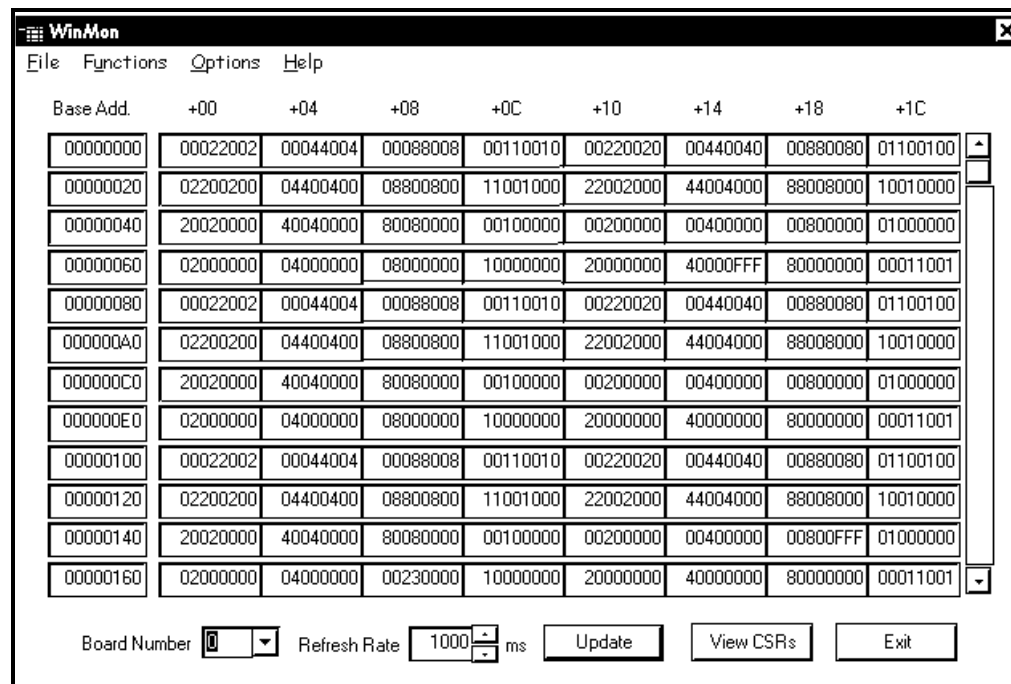 WinMon
File Functions Options Help
Base Add. +00 +04 +08 +0C +10 +14 +18 +1C
00000000 00022002 00044004 00088008 00110010 00220020 00440040 00880080 01100100
00000020 02200200 04400400 08800800 11001000 22002000 44004000 88008000 10010000
00000040 20020000 40040000 80080000 00100000 00200000 00400000 00800000 01000000
00000060 02000000 04000000 08000000 10000000 20000000 40000FFF 80000000 00011001
00000080 00022002 00044004 00088008 00110010 00220020 00440040 00880080 01100100
000000A0 02200200 04400400 08800800 11001000 22002000 44004000 88008000 10010000
000000C0 20020000 40040000 80080000 00100000 00200000 00400000 00800000 01000000
000000E0 02000000 04000000 08000000 10000000 20000000 40000000 80000000 00011001
00000100 00022002 00044004 00088008 00110010 00220020 00440040 00880080 01100100
00000120 02200200 04400400 08800800 11001000 22002000 44004000 88008000 10010000
00000140 20020000 40040000 80080000 00100000 00200000 00400000 00800FFF 01000000
00000160 02000000 04000000 00230000 10000000 20000000 40000000 80000000 00011001
Board Number 0 Refresh Rate 1000 ms Update View CSRs Exit